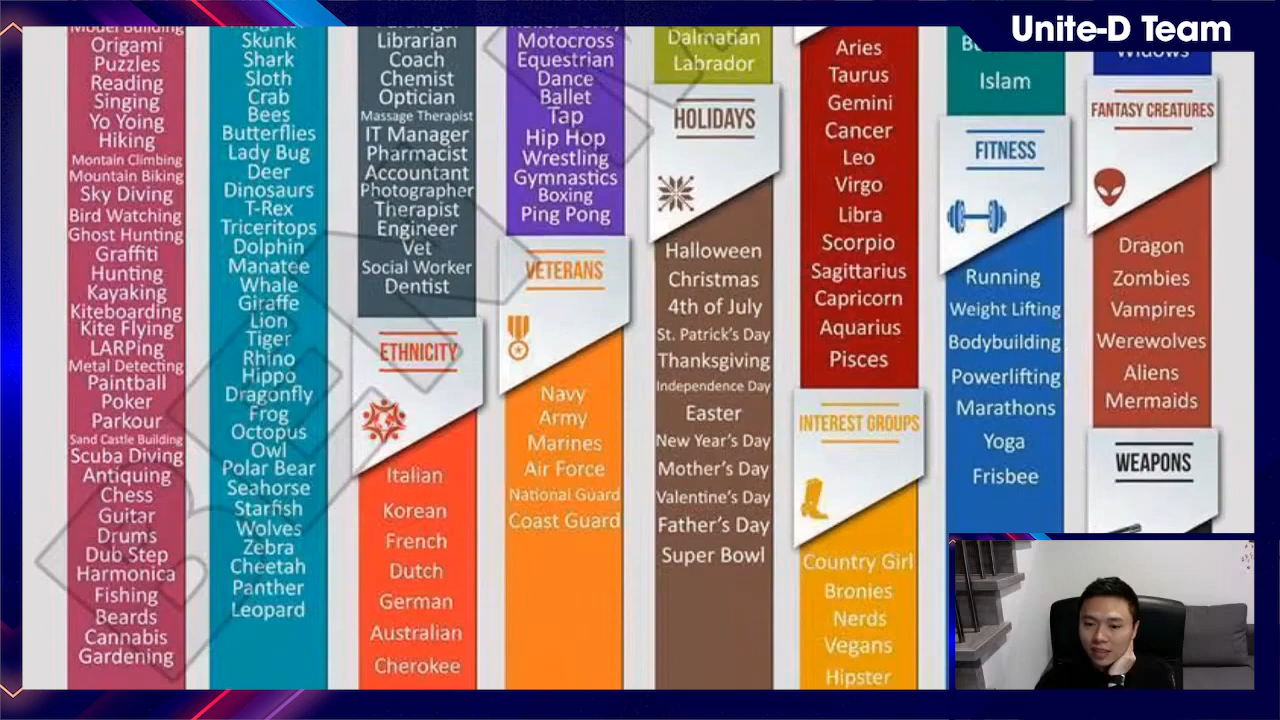 Unite-D Team
Model Building
Origami
Puzzles
Reading
Singing
Yo Yoing
Hiking
Montain Climbing
Mountain Biking
Sky Diving
Bird Watching
Ghost Hunting
Graffiti
Hunting
Kayaking
Kiteboarding
Kite Flying
LARPing
Metal Detecting
Paintball
Poker
Parkour
Sand Castle Building
Scuba Diving
Antiquing
Chess
Guitar
Drums
Dub Step
Harmonica
Fishing
Beards
Cannabis
Gardening
Skunk
Shark
Sloth
Crab
Bees
Butterflies
Lady Bug
Deer
Dinosaurs
T-Rex
Triceritops
Dolphin
Manatee
Whale
Giraffe
Lion
Tiger
Rhino
Hippo
Dragonfly
Frog
Octopus
Owl
Polar Bear
Seahorse
Starfish
Wolves
Zebra
Cheetah
Panther
Leopard
Librarian
Coach
Chemist
Optician
Massage Therapist
IT Manager
Pharmacist
Accountant
Photographer
Therapist
Engineer
Vet
Social Worker
Dentist
ETHNICITY
Italian
Korean
French
Dutch
German
Australian
Cherokee
Motocross
Equestrian
Dance
Ballet
Tap
Hip Hop
Wrestling
Gymnastics
Boxing
Ping Pong
VETERANS
Navy
Army
Marines
Air Force
National Guard
Coast Guard
Dalmatian
Labrador
HOLIDAYS
Halloween
Christmas
4th of July
St. Patrick's Day
Thanksgiving
Independence Day
Easter
New Year's Day
Mother's Day
Valentine's Day
Father's Day
Super Bowl
Aries
Taurus
Gemini
Cancer
Leo
Virgo
Libra
Scorpio
Sagittarius
Capricorn
Aquarius
Pisces
INTEREST GROUPS
Country Girl
Bronies
Nerds
Vegans
Hipster
Islam
FITNESS
Running
Weight Lifting
Bodybuilding
Powerlifting
Marathons
Yoga
Frisbee
Widows
FANTASY CREATURES
Dragon
Zombies
Vampires
Werewolves
Aliens
Mermaids
WEAPONS